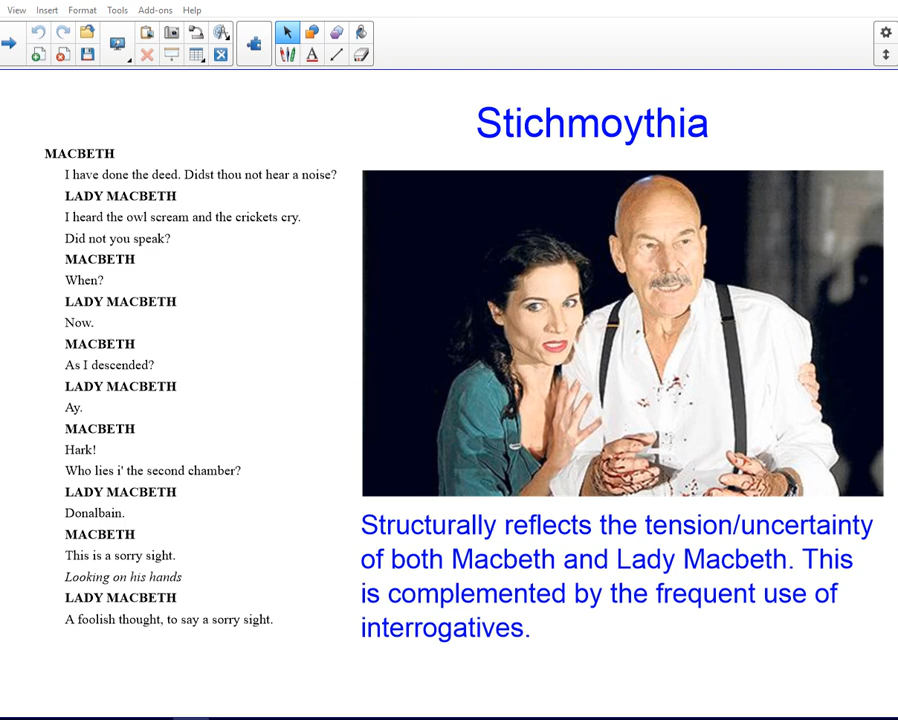 View Insert Format Tools Add-ons Help
Stichmoythia
MACBETH
I have done the deed. Didst thou not hear a noise?
LADY MACBETH
I heard the owl scream and the crickets cry.
Did not you speak?
MACBETH
When?
LADY MACBETH
Now.
MACBETH
As I descended?
LADY MACBETH
Ay.
MACBETH
Hark!
Who lies i' the second chamber?
LADY MACBETH
Donalbain.
MACBETH
This is a sorry sight.
Looking on his hands
LADY MACBETH
A foolish thought, to say a sorry sight.
Structurally reflects the tension/uncertainty
of both Macbeth and Lady Macbeth. This
is complemented by the frequent use of
interrogatives.